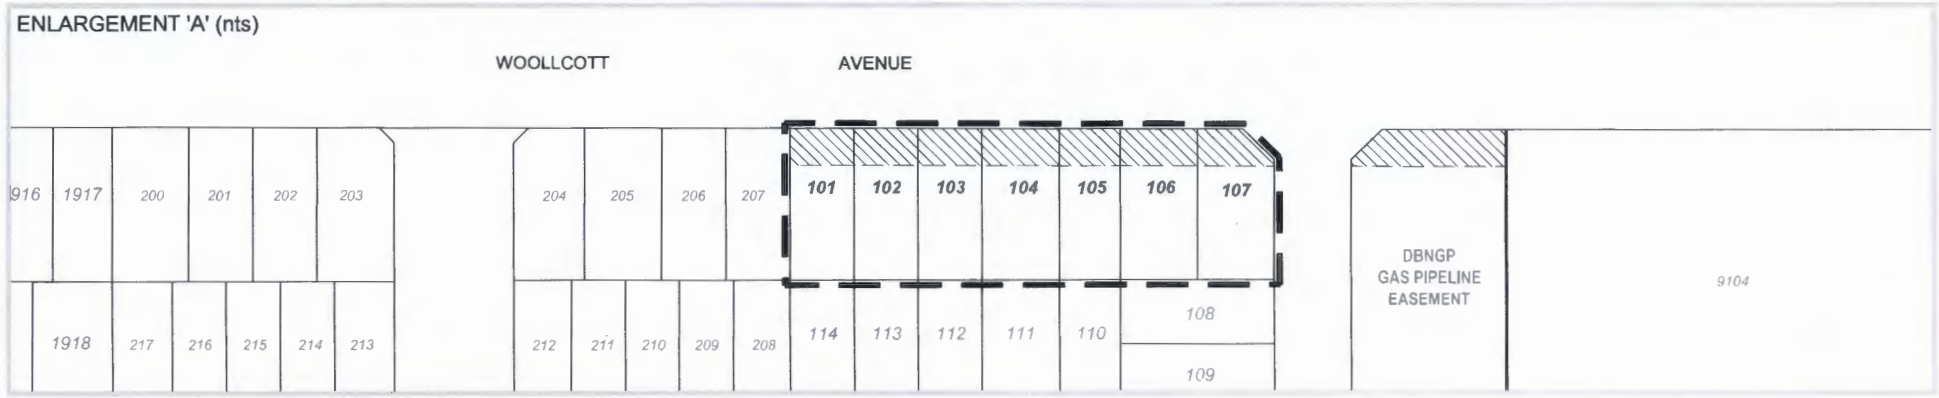 ENLARGEMENT 'A' (nts)
WOOLLCOTT AVENUE
1917 200 201 202 203 204 205 206 207 101 102 103 104 105 106 107
DBNGP
GAS PIPELINE
EASEMENT
9104
1918 217 216 215 214 213 212 211 210 209 208 114 113 112 111 110 108
109